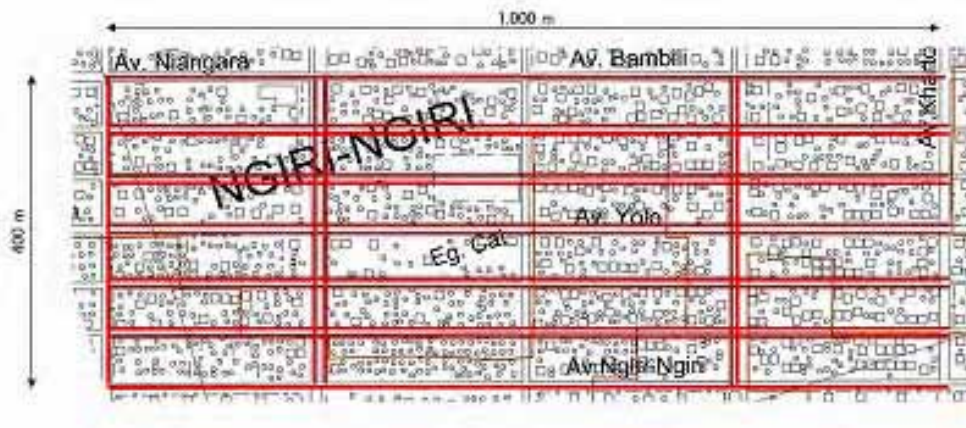 1.000 m
Av. Niangara
Av. Bambili
Av. Kharto
400 m
NGIRI-NGIRI
Av. Yolo
Eg. Cat
Av. Ngiri-Ngiri